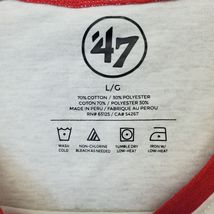 '47
L/G
70% COTTON / 30% POLYESTER
COTON 70% / POLYESTER 30%
MADE IN PERU / FABRIQUE AU PEROU
RN# 65125 / CA# 54267
WASH COLD
NON-CHLORINE BLEACH AS NEEDED
TUMBLE DRY LOW-HEAT
IRON W/ LOW-HEAT